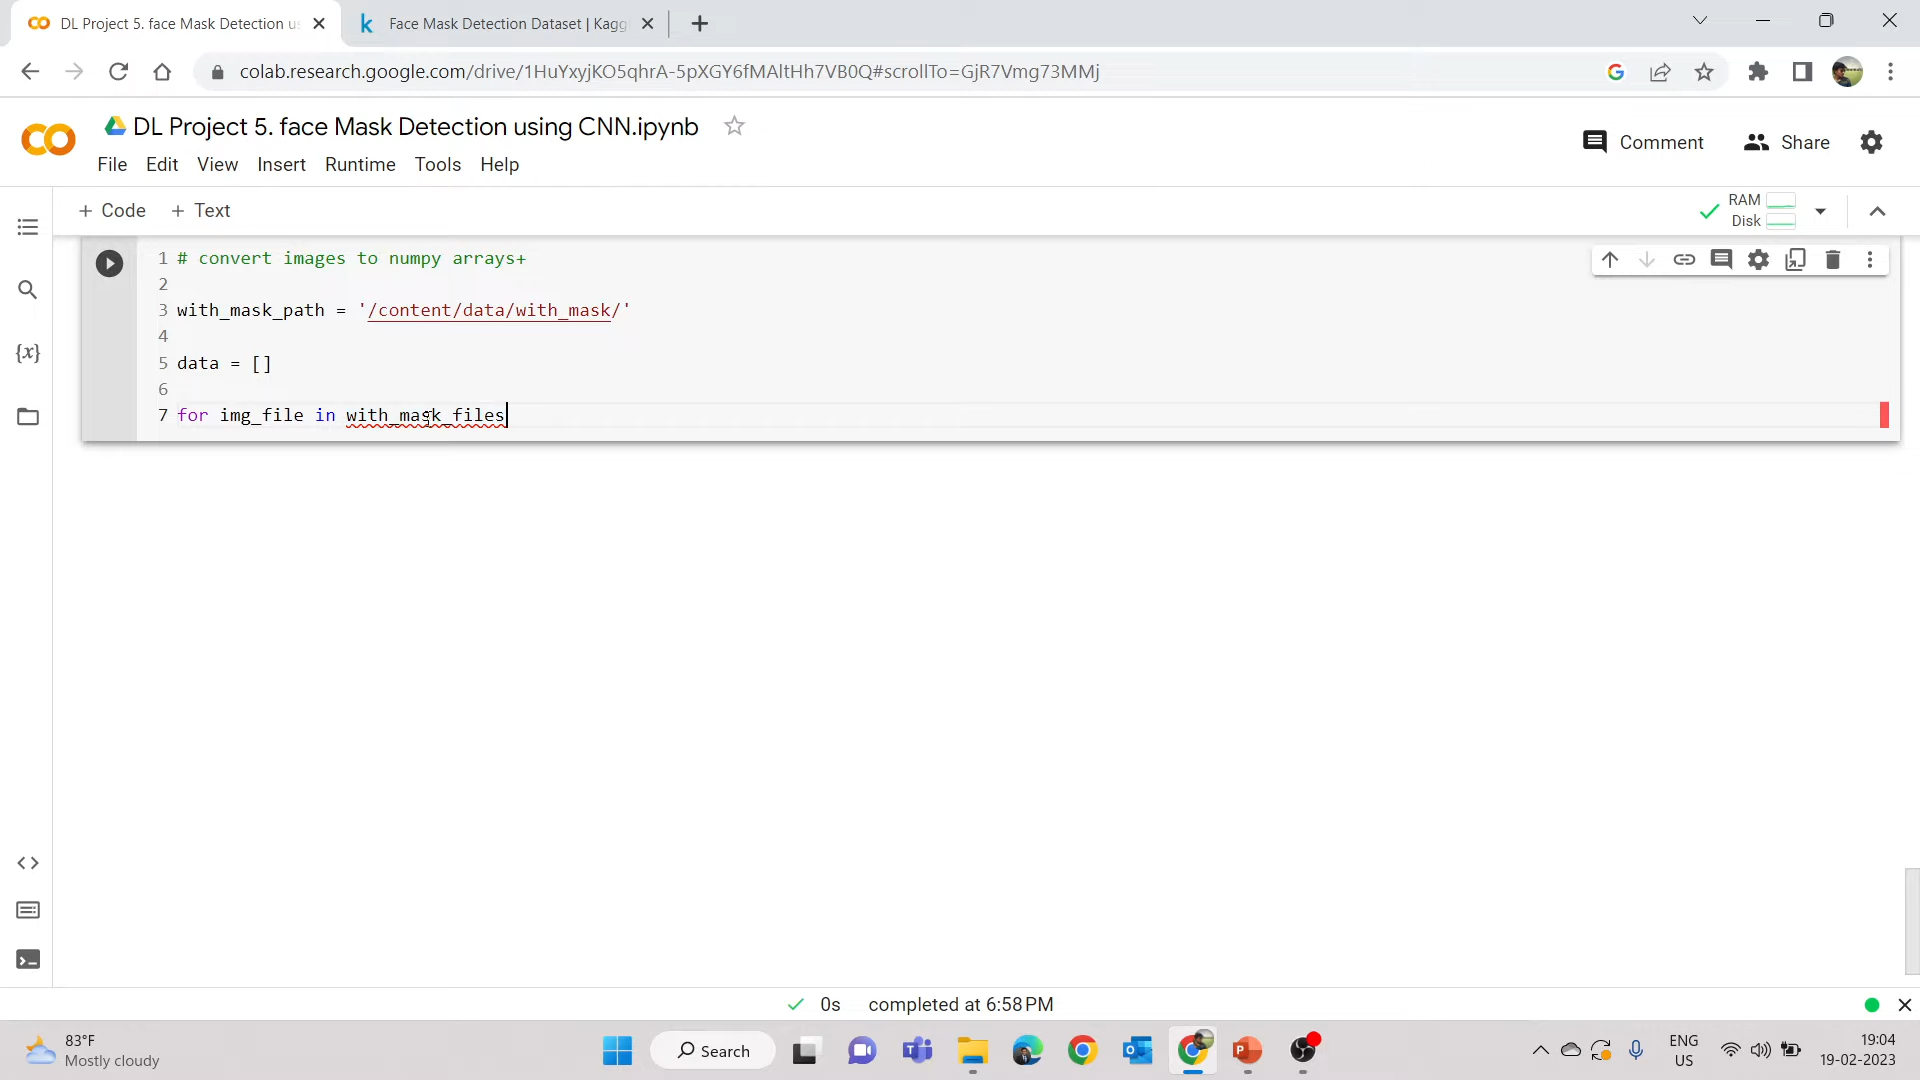 DL Project 5. face Mask Detection us
Face Mask Detection Dataset | Kagg
colab.research.google.com/drive/1HuYxyjKO5qhrA-5pXGY6fMAltHh7VB0Q#scrollTo=GjR7Vmg73MMj
DL Project 5. face Mask Detection using CNN.ipynb
Comment
Share
File Edit View Insert Runtime Tools Help
+ Code + Text
RAM
Disk
1 # convert images to numpy arrays+
2
3 with_mask_path = '/content/data/with_mask/'
4
5 data = []
6
7 for img_file in with_mask_files
{x}
0s completed at 6:58 PM
83°F
Mostly cloudy
Search
ENG
US
19:04
19-02-2023